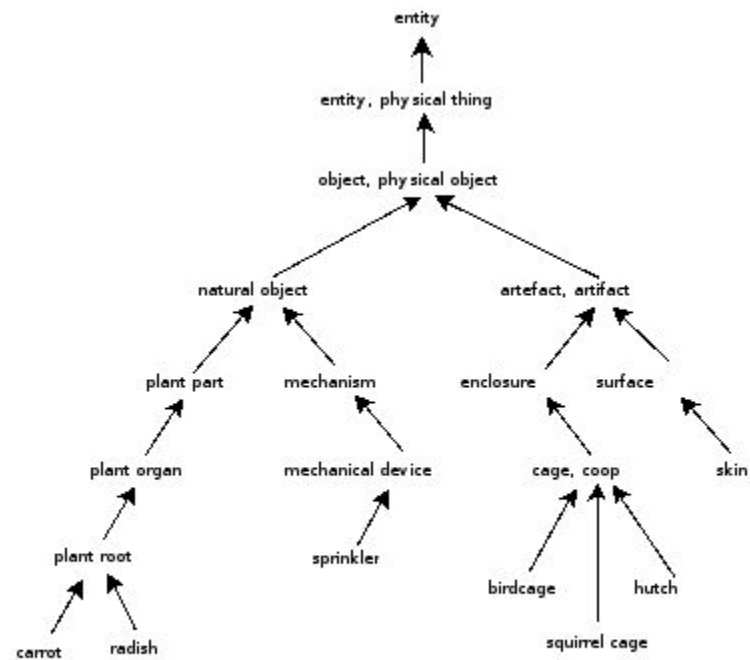 entity
entity, physical thing
object, physical object
natural object
artefact, artifact
plant part
mechanism
enclosure
surface
plant organ
mechanical device
cage, coop
skin
plant root
sprinkler
birdcage
hutch
carrot
radish
squirrel cage